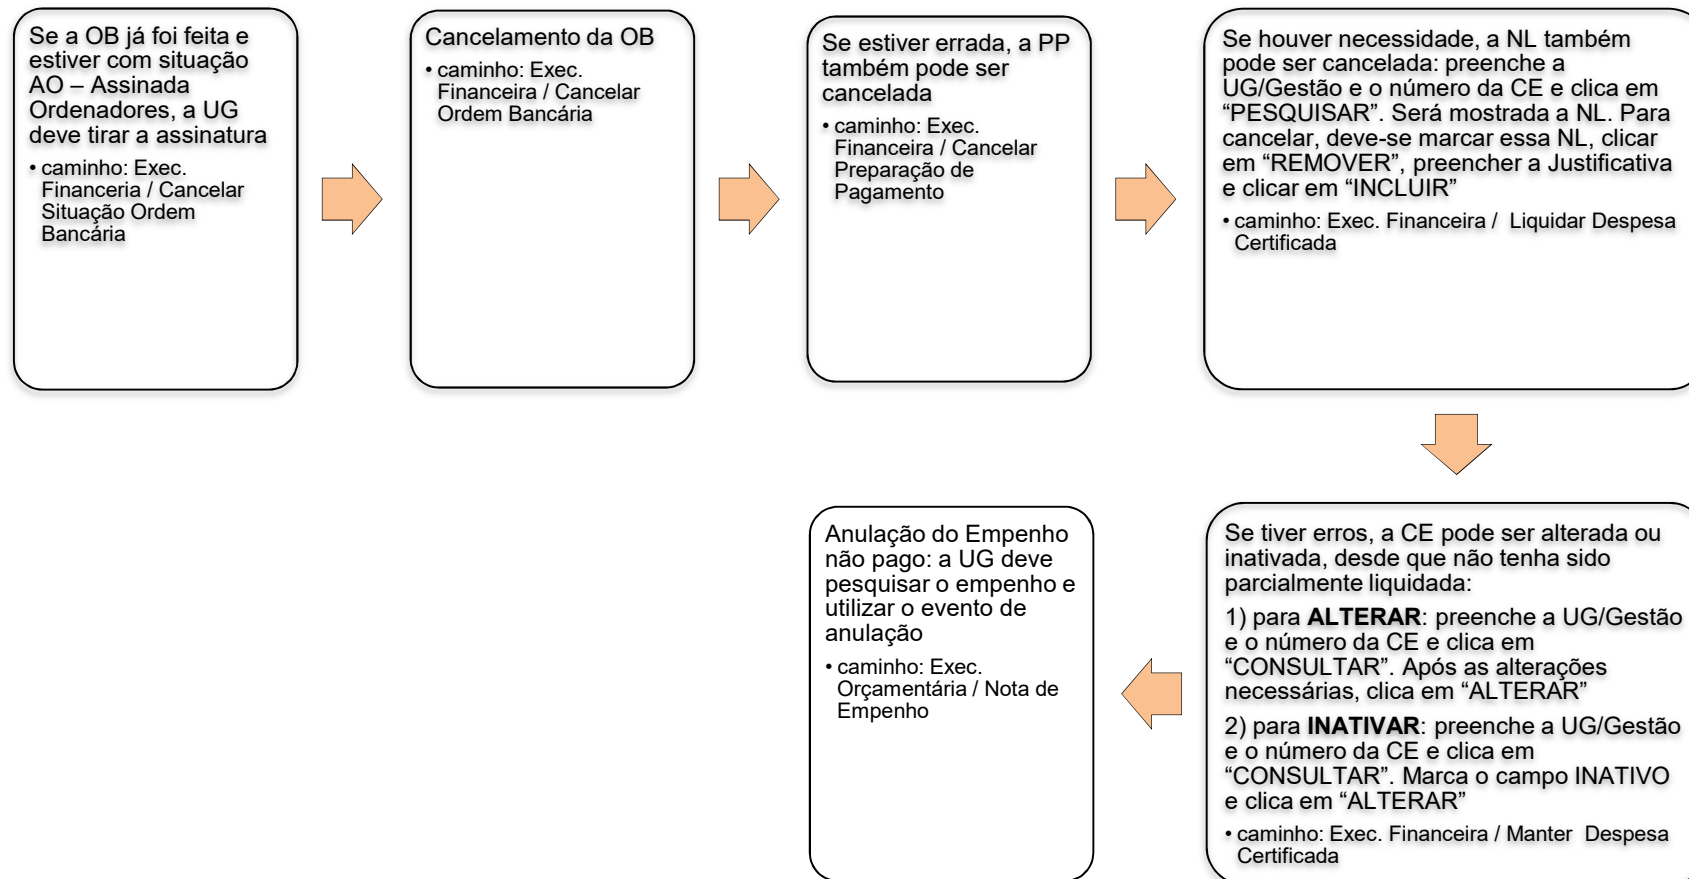 Se a OB já foi feita e
estiver com situação
AO – Assinada
Ordenadores, a UG
deve tirar a assinatura
• caminho: Exec.
Financeria / Cancelar
Situação Ordem
Bancária
Cancelamento da OB
• caminho: Exec.
Financeira / Cancelar
Ordem Bancária
Se estiver errada, a PP
também pode ser
cancelada
• caminho: Exec.
Financeira / Cancelar
Preparação de
Pagamento
Se houver necessidade, a NL também
pode ser cancelada: preenche a
UG/Gestão e o número da CE e clica em
“PESQUISAR”. Será mostrada a NL. Para
cancelar, deve-se marcar essa NL, clicar
em “REMOVER”, preencher a Justificativa
e clicar em “INCLUIR”
• caminho: Exec. Financeira / Liquidar Despesa
Certificada
Se tiver erros, a CE pode ser alterada ou
inativada, desde que não tenha sido
parcialmente liquidada:
1) para ALTERAR: preenche a UG/Gestão
e o número da CE e clica em
“CONSULTAR”. Após as alterações
necessárias, clica em “ALTERAR”
2) para INATIVAR: preenche a UG/Gestão
e o número da CE e clica em
“CONSULTAR”. Marca o campo INATIVO
e clica em “ALTERAR”
• caminho: Exec. Financeira / Manter Despesa
Certificada
Anulação do Empenho
não pago: a UG deve
pesquisar o empenho e
utilizar o evento de
anulação
• caminho: Exec.
Orçamentária / Nota de
Empenho